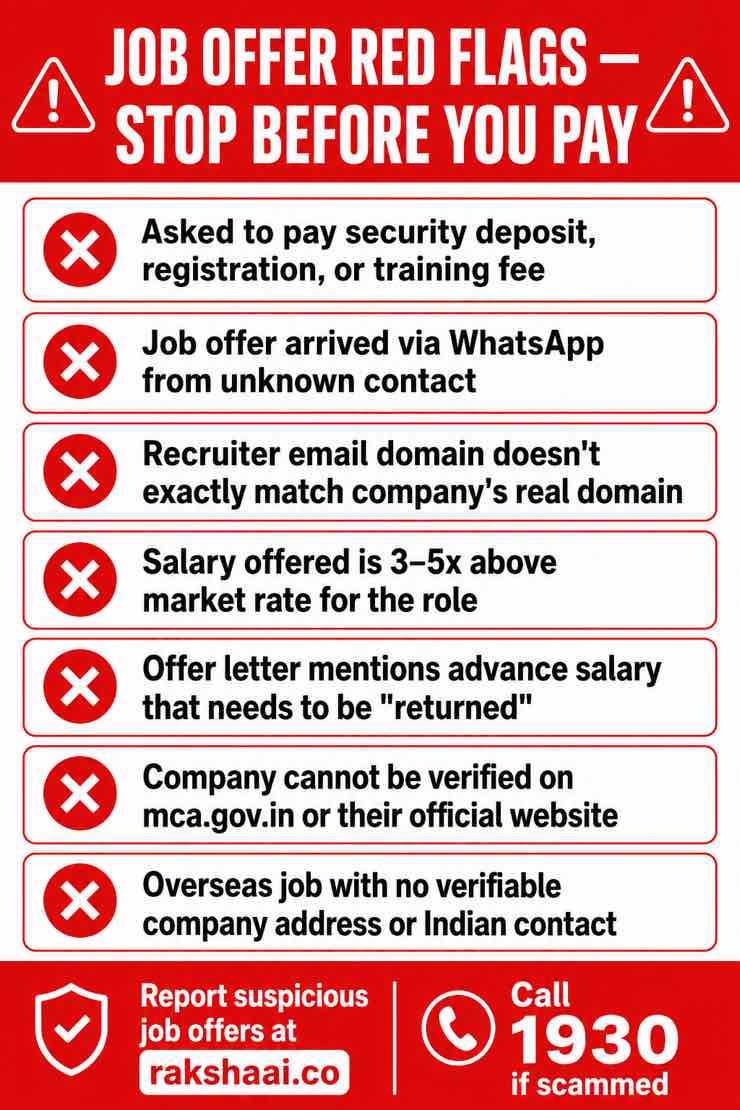 JOB OFFER RED FLAGS –
STOP BEFORE YOU PAY
Asked to pay security deposit,
registration, or training fee
Job offer arrived via WhatsApp
from unknown contact
Recruiter email domain doesn't
exactly match company's real domain
Salary offered is 3–5x above
market rate for the role
Offer letter mentions advance salary
that needs to be "returned"
Company cannot be verified on
mca.gov.in or their official website
Overseas job with no verifiable
company address or Indian contact
Report suspicious
job offers at
rakshaai.co
Call
1930
if scammed